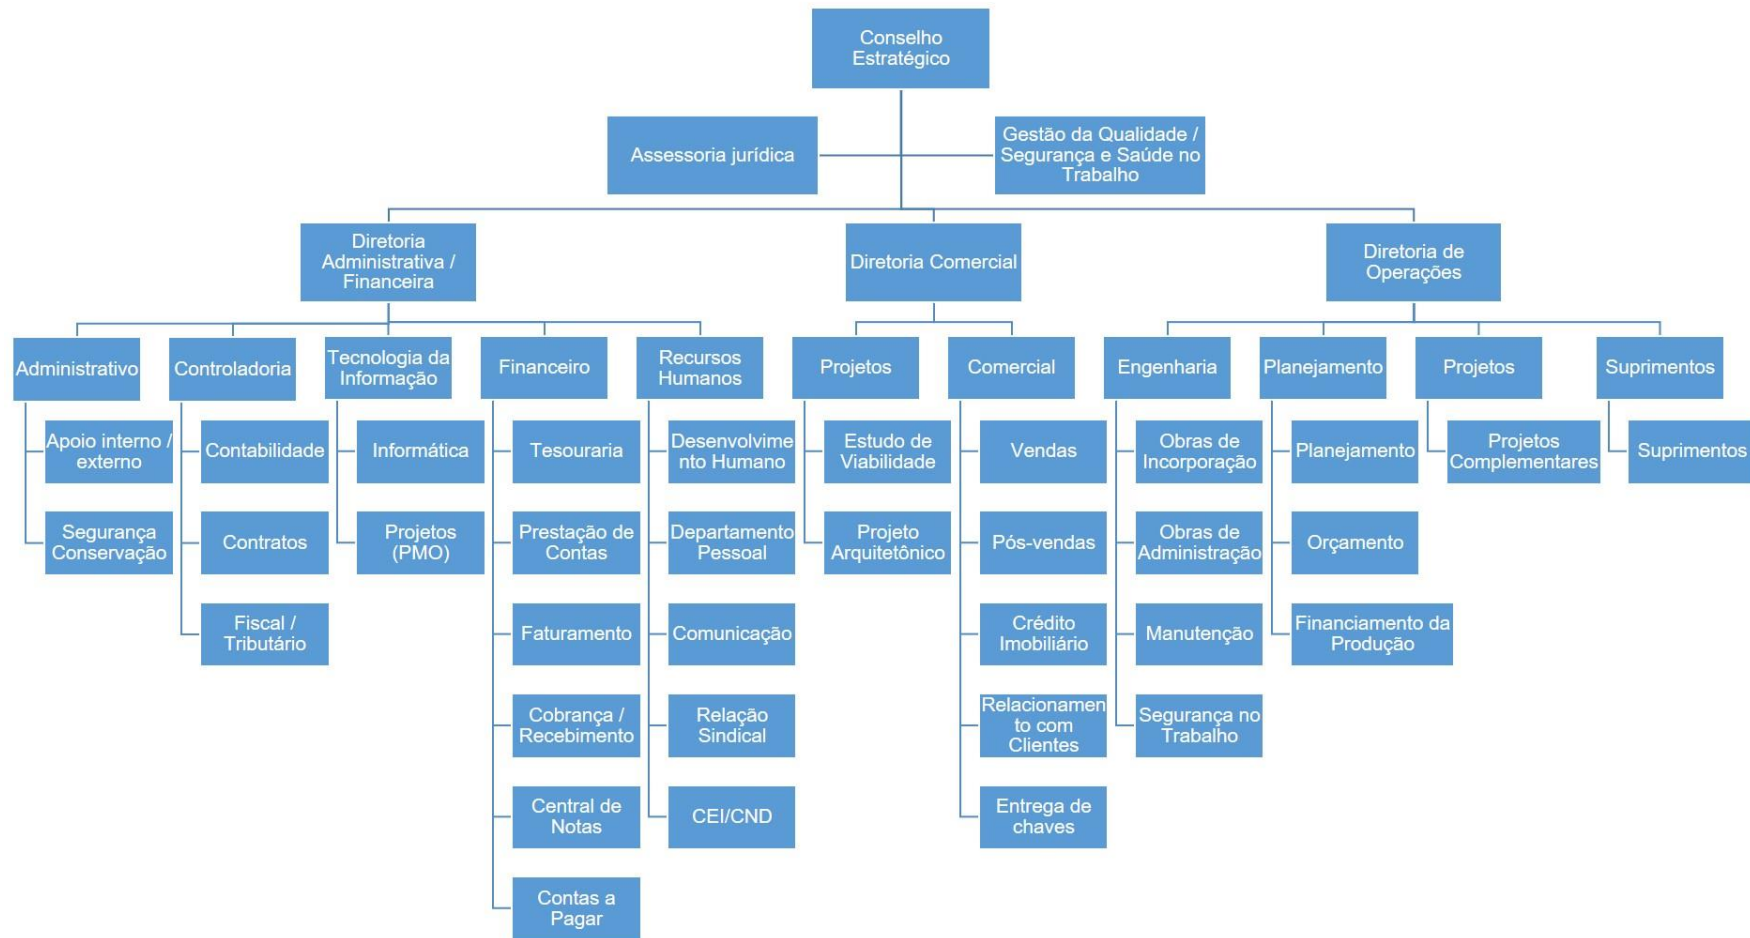 Conselho
Estratégico
Assessoria jurídica
Gestão da Qualidade /
Segurança e Saúde no
Trabalho
Diretoria
Administrativa /
Financeira
Diretoria Comercial
Diretoria de
Operações
Administrativo
Controladoria
Tecnologia da
Informação
Financeiro
Recursos
Humanos
Projetos
Comercial
Engenharia
Planejamento
Projetos
Suprimentos
Apoio interno /
externo
Contabilidade
Informática
Tesouraria
Desenvolvime
nto Humano
Estudo de
Viabilidade
Vendas
Obras de
Incorporação
Planejamento
Projetos
Complementares
Suprimentos
Segurança
Conservação
Contratos
Projetos
(PMO)
Prestação de
Contas
Departamento
Pessoal
Projeto
Arquitetônico
Pós-vendas
Obras de
Administração
Orçamento
Fiscal /
Tributário
Faturamento
Comunicação
Crédito
Imobiliário
Manutenção
Financiamento da
Produção
Cobrança /
Recebimento
Relação
Sindical
Relacionamen
to com
Clientes
Segurança no
Trabalho
Central de
Notas
CEI/CND
Entrega de
chaves
Contas a
Pagar